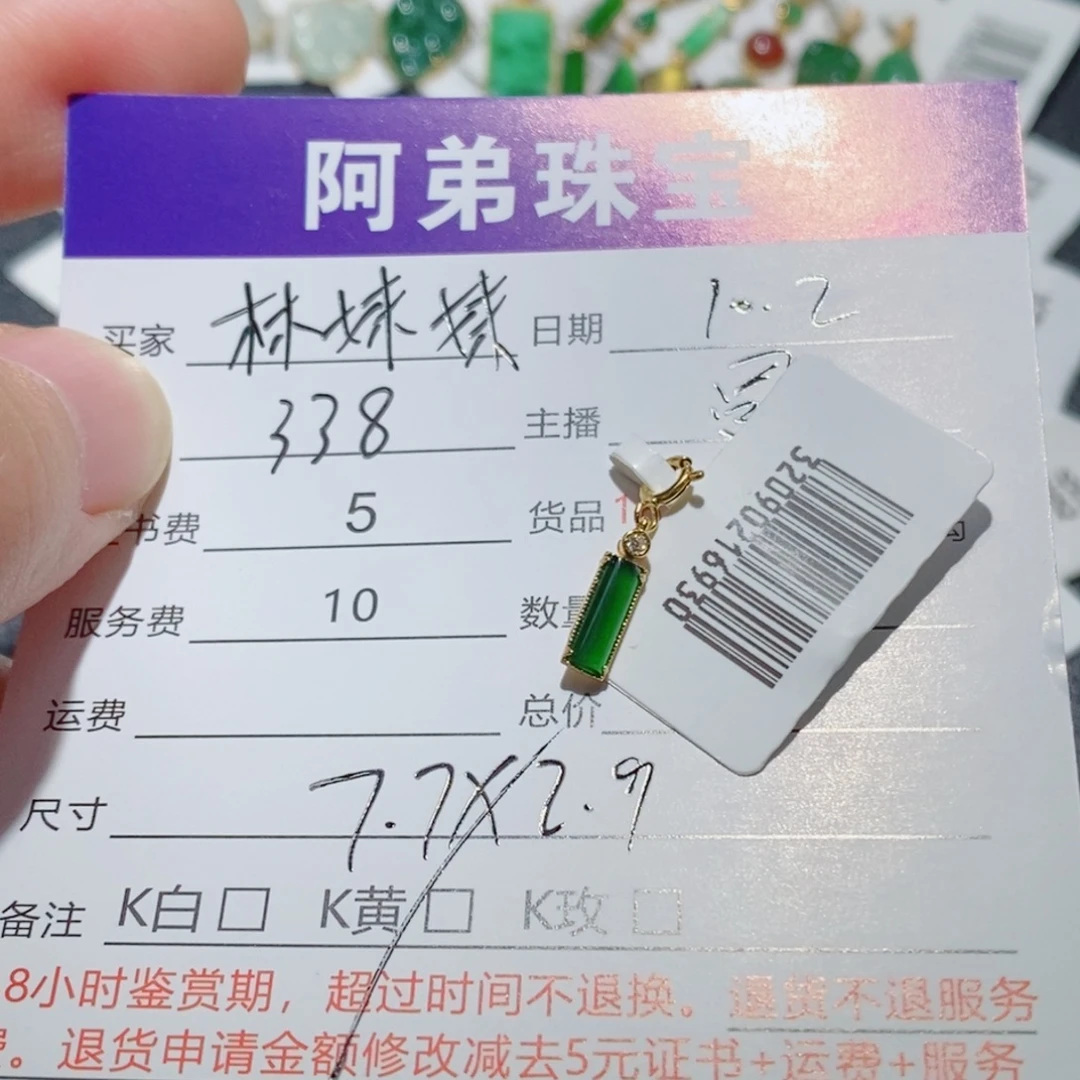 阿弟珠宝
买家 林妹妹 日期 10.2
338 主播
书费 5 货品 1
服务费 10 数量
32090216930
运费 总价
尺寸 7.7X2.9
备注 K白□ K黄□ K玫□
8小时鉴赏期，超过时间不退换。退货不退服务
费。退货申请金额修改减去5元证书+运费+服务